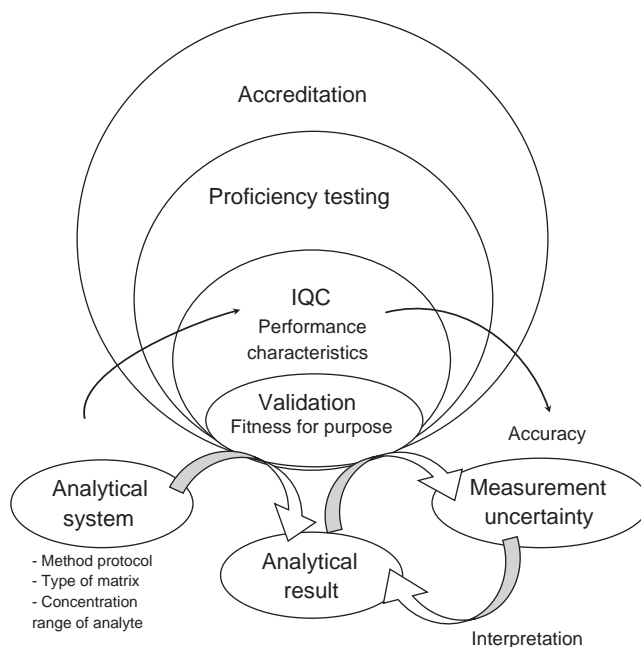 Accreditation
Proficiency testing
IQC
Performance
characteristics
Validation
Fitness for purpose
Accuracy
Analytical
system
Measurement
uncertainty
- Method protocol
- Type of matrix
- Concentration
range of analyte
Analytical
result
Interpretation